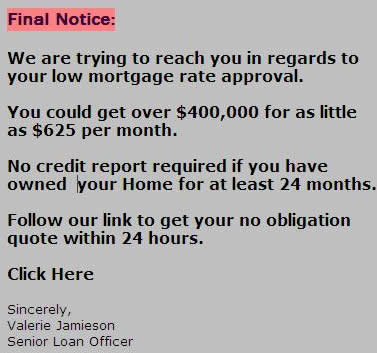 Final Notice:
We are trying to reach you in regards to
your low mortgage rate approval.
You could get over $400,000 for as little
as $625 per month.
No credit report required if you have
owned  your Home for at least 24 months.
Follow our link to get your no obligation
quote within 24 hours.
Click Here
Sincerely,
Valerie Jamieson
Senior Loan Officer